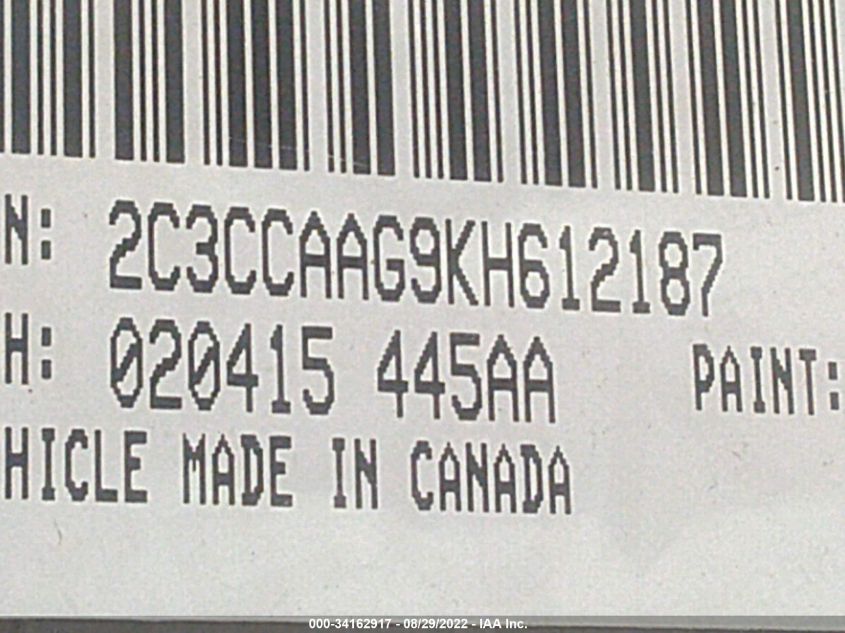 N: 2C3CCAAG9KH612187
H: 020415 445AA PAINT:
HICLE MADE IN CANADA
000-34162917 - 08/29/2022 - IAA Inc.